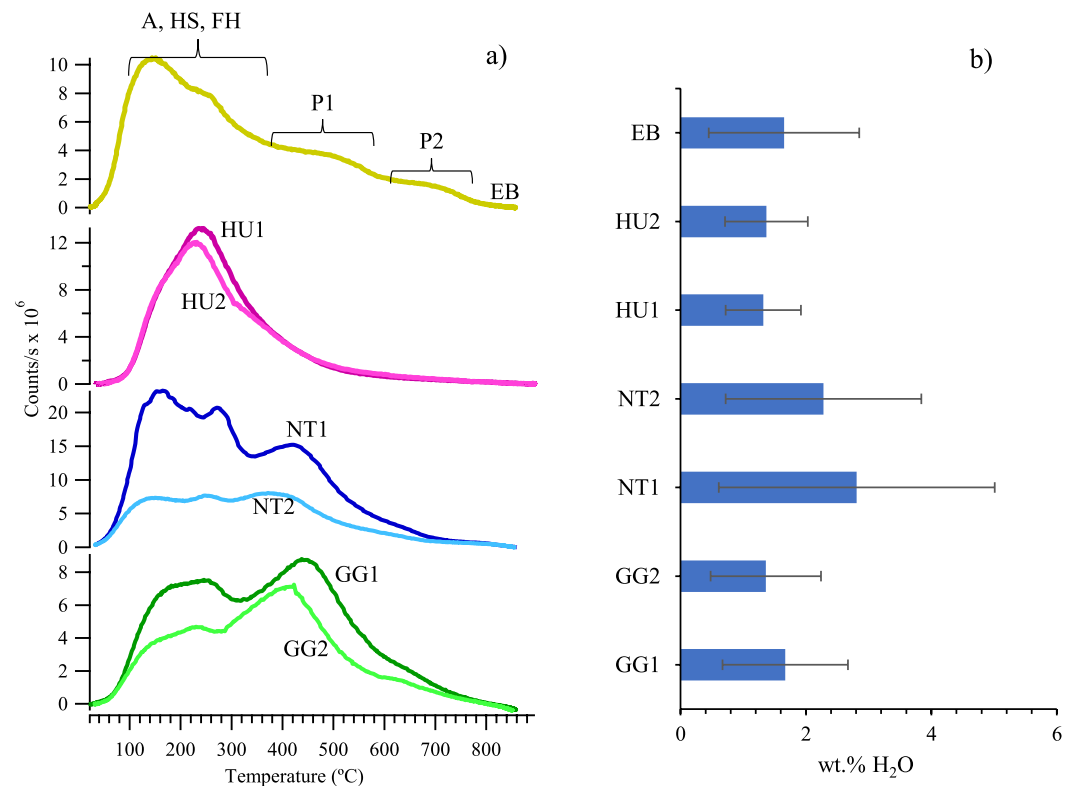 A, HS, FH
a)
P1
P2
EB
10
8
6
4
2
0
HU1
HU2
12
8
4
0
NT1
NT2
20
15
10
5
0
GG1
GG2
8
6
4
2
0
Counts/s x 10⁶
100 200 300 400 500 600 700 800
Temperature (ºC)
b)
EB
HU2
HU1
NT2
NT1
GG2
GG1
0 2 4 6
wt.% H₂O